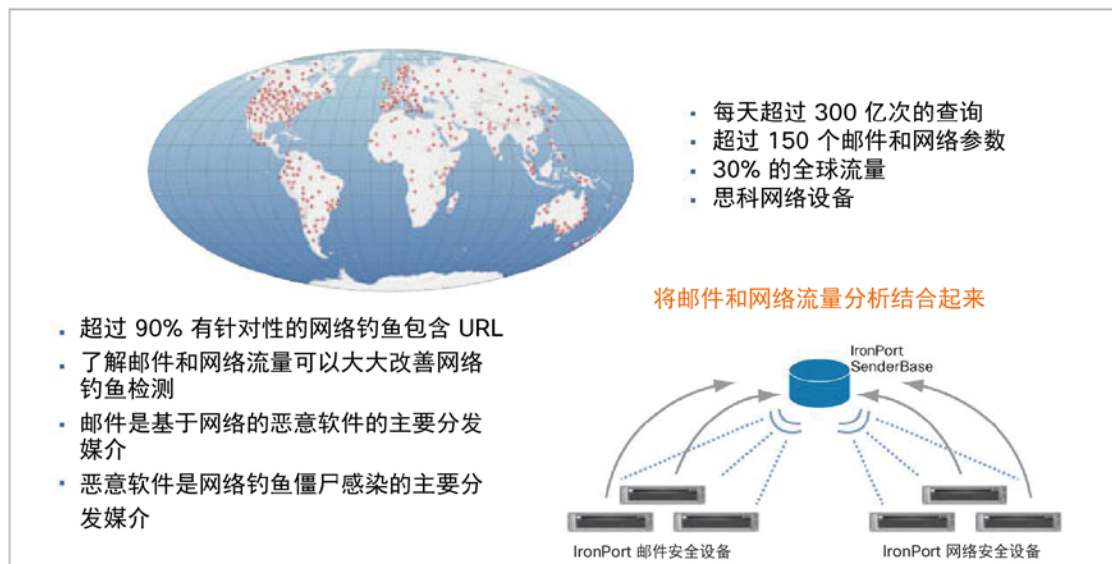 每天超过 300 亿次的查询
超过 150 个邮件和网络参数
30% 的全球流量
思科网络设备
超过 90% 有针对性的网络钓鱼包含 URL
了解邮件和网络流量可以大大改善网络
钓鱼检测
邮件是基于网络的恶意软件的主要分发
媒介
恶意软件是网络钓鱼僵尸感染的主要分
发媒介
将邮件和网络流量分析结合起来
IronPort
SenderBase
IronPort 邮件安全设备
IronPort 网络安全设备